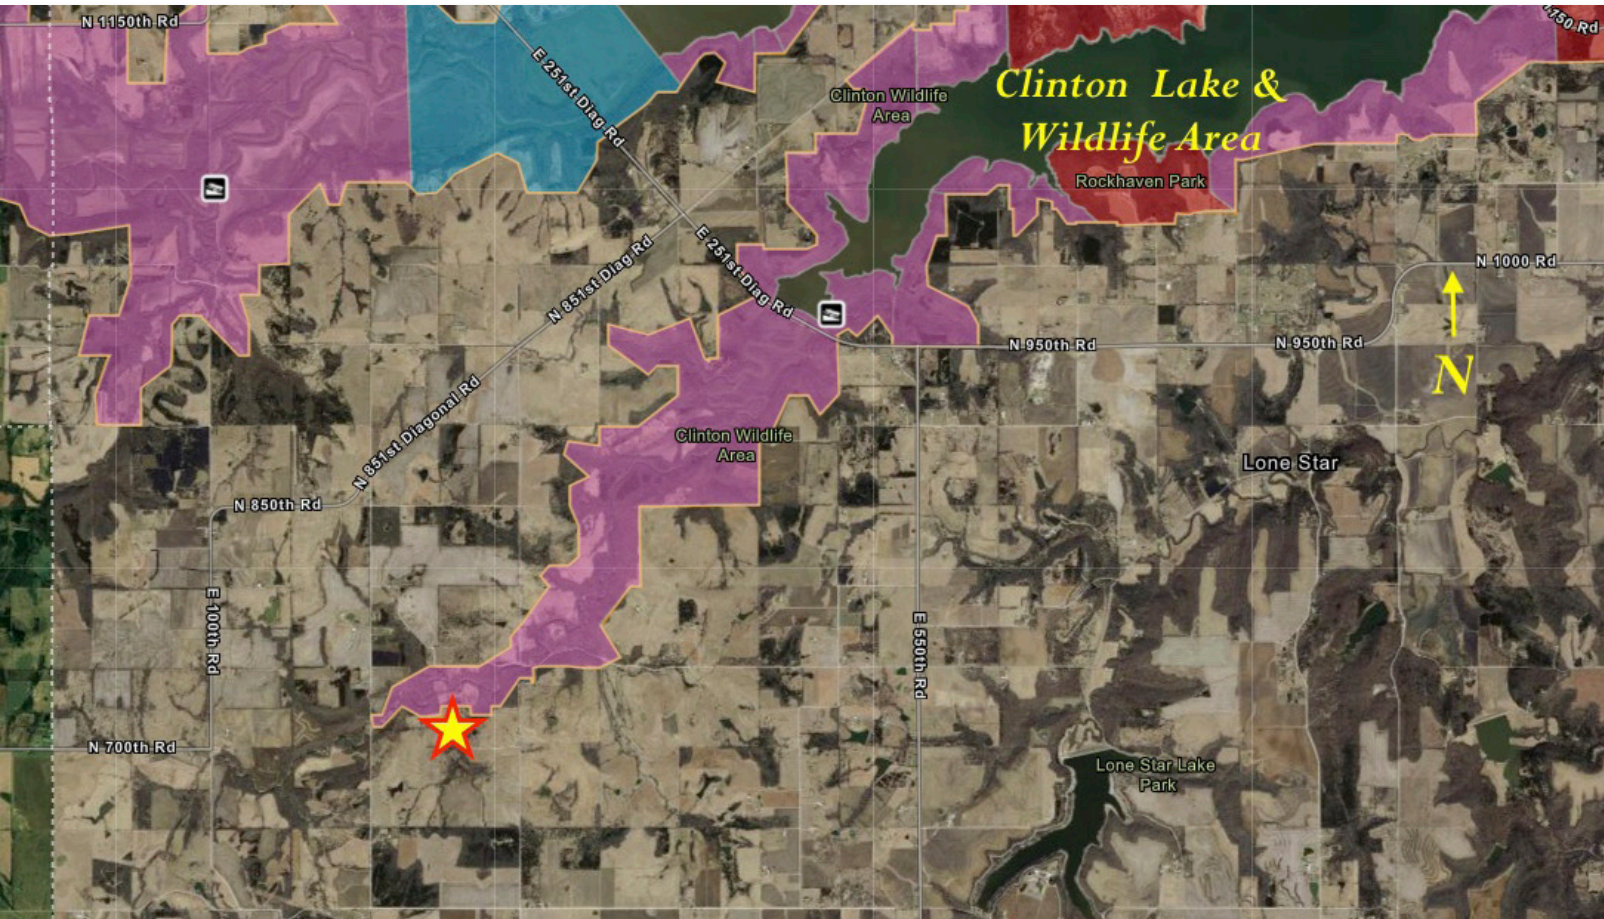 N 1150th Rd
1150 Rd
E 251st Diag Rd
Clinton Lake &
Wildlife Area
Clinton Wildlife
Area
Rockhaven Park
N 851st Diag Rd
E 251st Diag Rd
N 1000 Rd
N 950th Rd
N 950th Rd
N
N 851st Diagonal Rd
Clinton Wildlife
Area
Lone Star
N 850th Rd
E 100th Rd
E 550th Rd
N 700th Rd
Lone Star Lake
Park